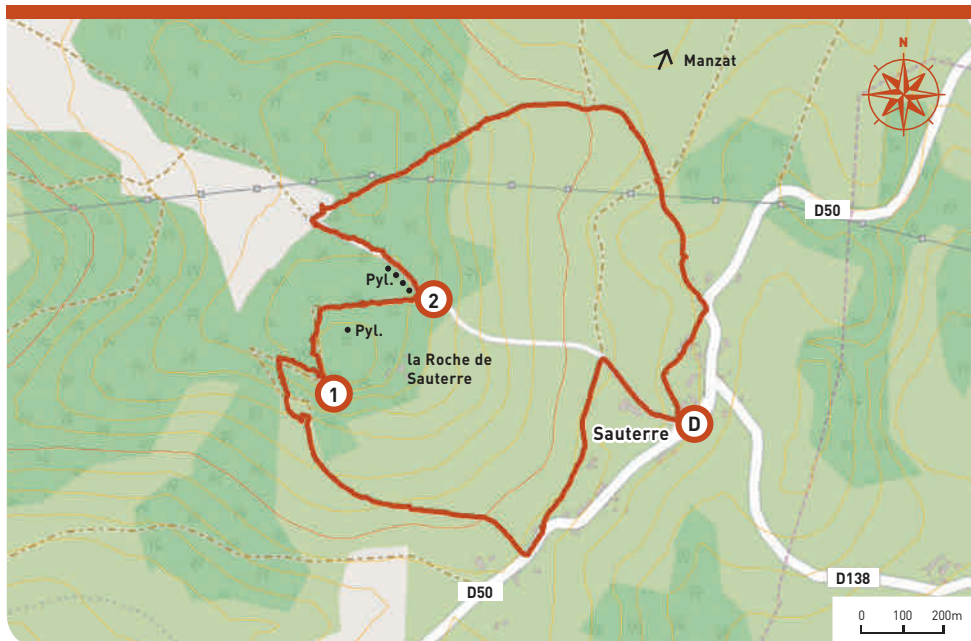 Manzat
N
D50
Pyl.
2
Pyl.
la Roche de
Sauterre
1
D
Sauterre
D50
D138
0 100 200m